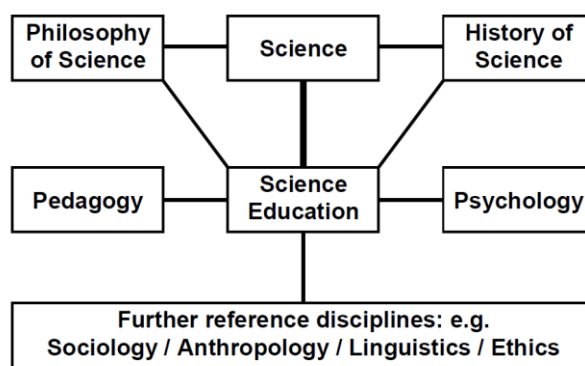 Philosophy
of Science
Science
History of
Science
Pedagogy
Science
Education
Psychology
Further reference disciplines: e.g.
Sociology / Anthropology / Linguistics / Ethics